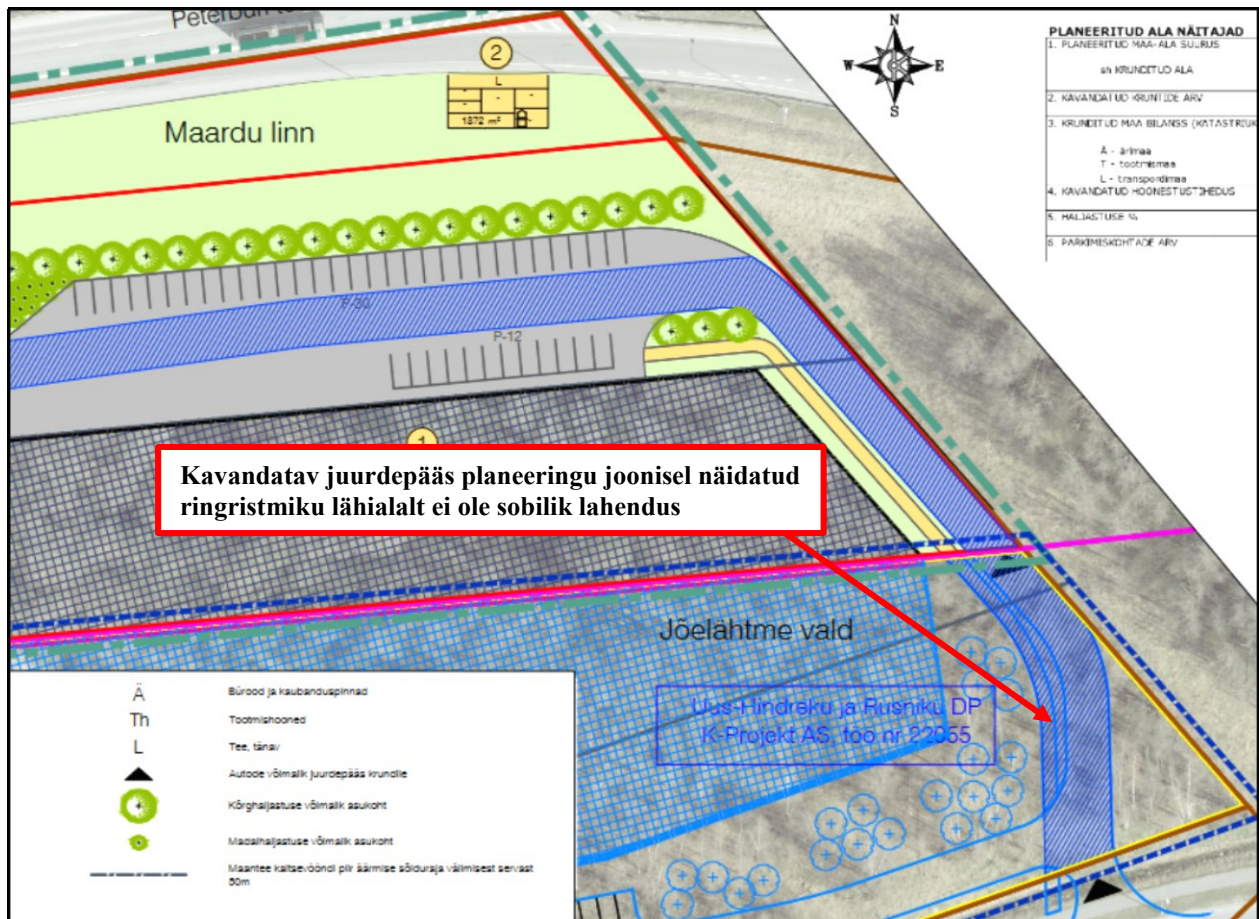 Peterburi t
N
W
E
S
PLANEERITUD ALA NÄITAJAD
1. PLANEERITUD MAA-ALA SUURUS
sh KRUNDITUD ALA
2. KAVANDATUD KRUNTIDE ARV
3. KRUNDITUD MAA BILANSS (KATASTRIÜK
Ä - ärimaa
T - tootmismaa
L - transpordimaa
4. KAVANDATUD HOONESTUSTIHEDUS
5. HALJASTUSE %
6. PARKIMISKOHTADE ARV
2
L
- - -
- -
1872 m²
Maardu linn
P-30
P-12
1
Kavandatav juurdepääs planeeringu joonisel näidatud
ringristmiku lähialalt ei ole sobilik lahendus
Jõelähtme vald
Uus-Hindreku ja Rusniku DP
K-Projekt AS, töö nr 22055
Ä Bürood ja kaubanduspinnad
Th Tootmishooned
L Tee, tänav
Autode võimalik juurdepääs krundile
Kõrghaljastuse võimalik asukoht
Madalhaljastuse võimalik asukoht
Maantee kaitsevööndi piir äärmise sõiduraja välimisest servast
30m